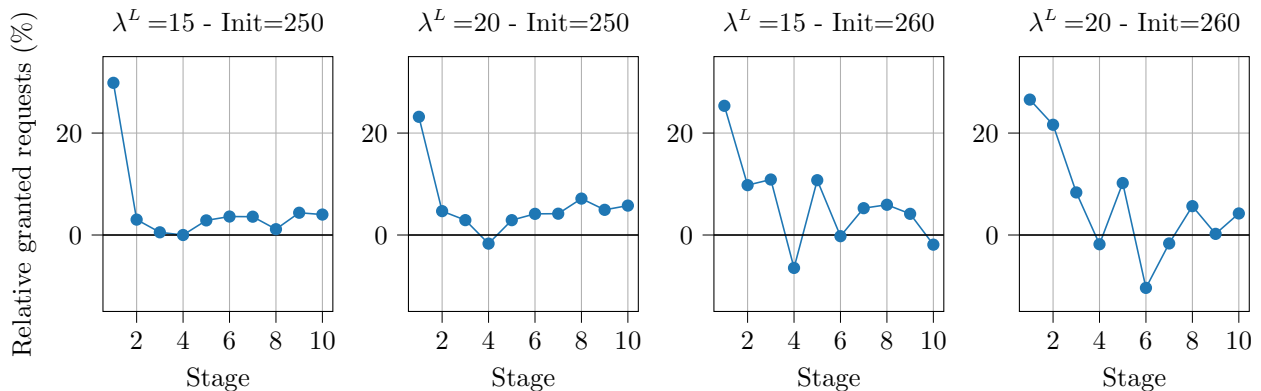 λ^L =15 - Init=250
λ^L =20 - Init=250
λ^L =15 - Init=260
λ^L =20 - Init=260
Relative granted requests (%)
20
0
2 4 6 8 10
Stage
20
0
2 4 6 8 10
Stage
20
0
2 4 6 8 10
Stage
20
0
2 4 6 8 10
Stage